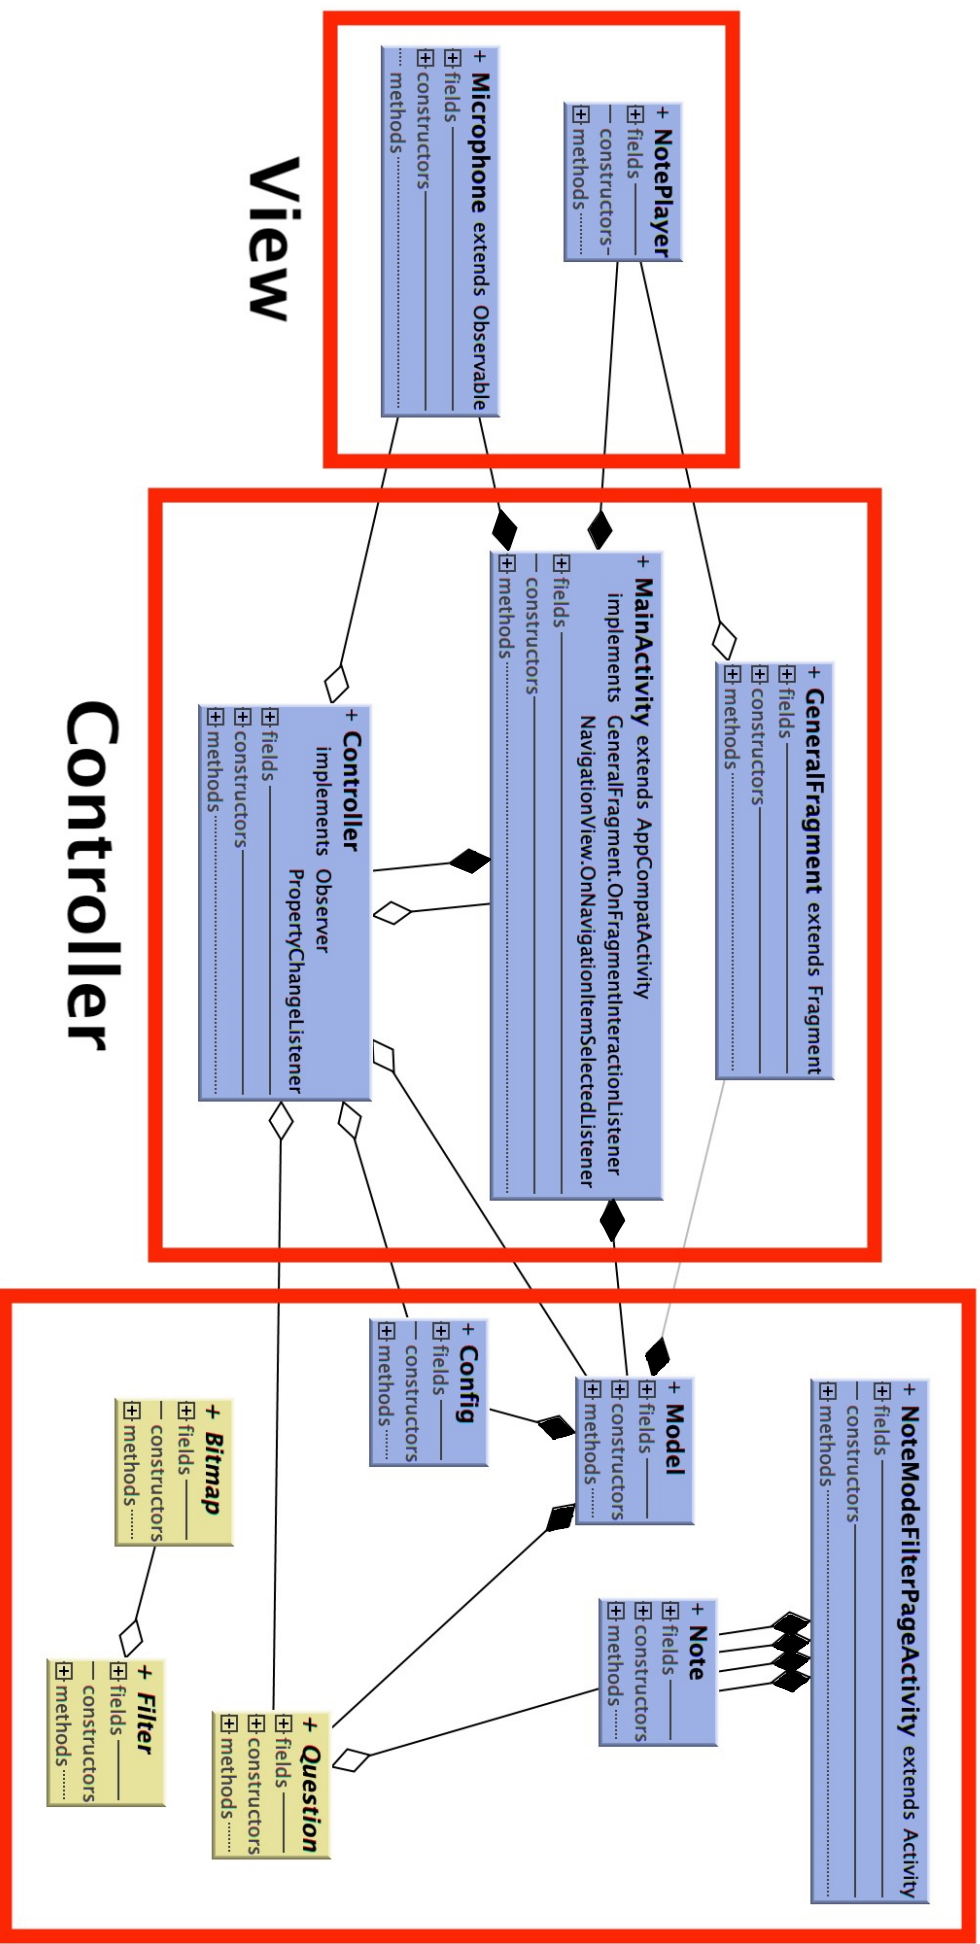 View
+ NotePlayer
fields
constructors
methods
+ Microphone extends Observable
fields
constructors
methods
Controller
+ GeneralFragment extends Fragment
fields
constructors
methods
+ MainActivity extends AppCompatActivity
implements GeneralFragment.OnFragmentInteractionListener
NavigationView.OnNavigationItemSelectedListener
fields
constructors
methods
+ Controller
implements Observer
PropertyChangeListener
fields
constructors
methods
+ NoteModeFilterPageActivity extends Activity
fields
constructors
methods
+ Model
fields
constructors
methods
+ Note
fields
constructors
methods
+ Config
fields
constructors
methods
+ Question
fields
constructors
methods
+ Bitmap
fields
constructors
methods
+ Filter
fields
constructors
methods